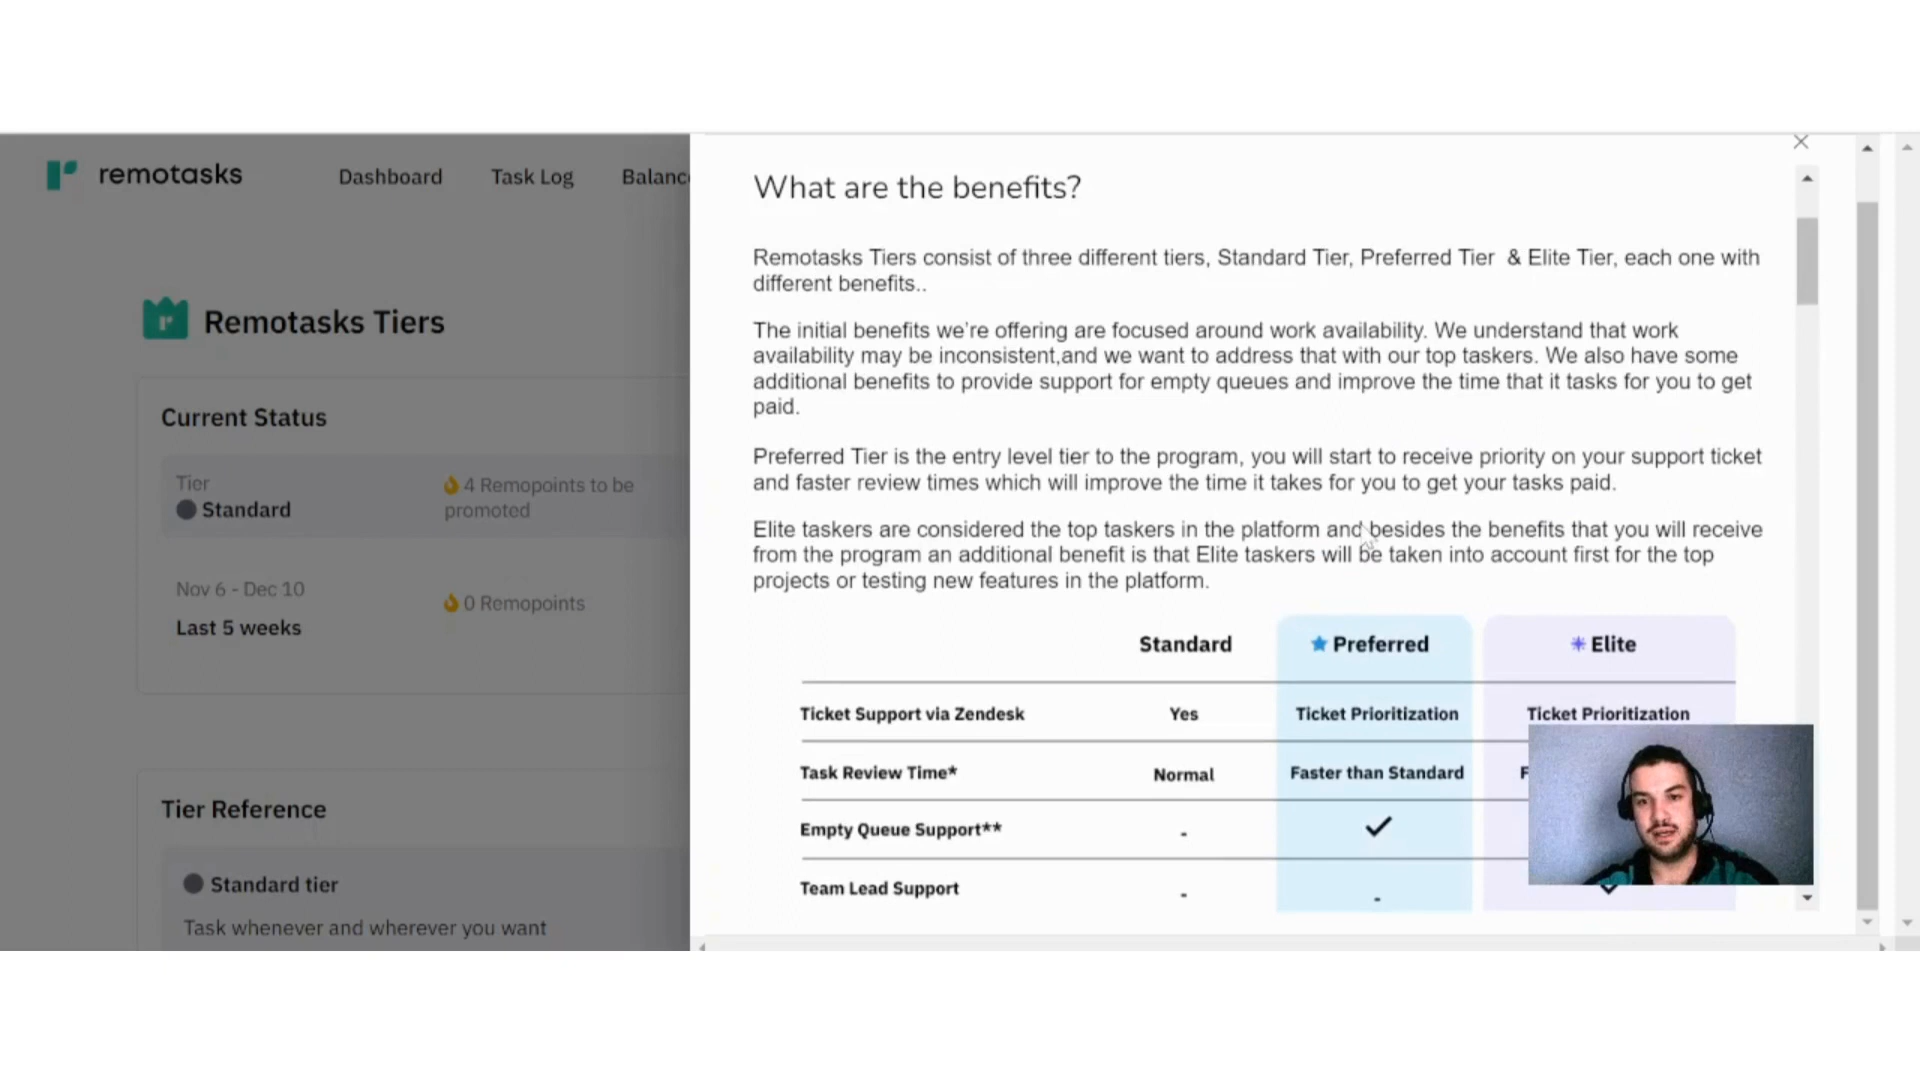 remotasks
Dashboard
Task Log
Balanc
Remotasks Tiers
Current Status
Tier
Standard
4 Remopoints to be
promoted
Nov 6 - Dec 10
Last 5 weeks
0 Remopoints
Tier Reference
Standard tier
Task whenever and wherever you want
What are the benefits?
Remotasks Tiers consist of three different tiers, Standard Tier, Preferred Tier & Elite Tier, each one with
different benefits..
The initial benefits we're offering are focused around work availability. We understand that work
availability may be inconsistent,and we want to address that with our top taskers. We also have some
additional benefits to provide support for empty queues and improve the time that it tasks for you to get
paid.
Preferred Tier is the entry level tier to the program, you will start to receive priority on your support ticket
and faster review times which will improve the time it takes for you to get your tasks paid.
Elite taskers are considered the top taskers in the platform and besides the benefits that you will receive
from the program an additional benefit is that Elite taskers will be taken into account first for the top
projects or testing new features in the platform.
Standard Preferred Elite
Ticket Support via Zendesk Yes Ticket Prioritization Ticket Prioritization
Task Review Time* Normal Faster than Standard F
Empty Queue Support** -
Team Lead Support - -